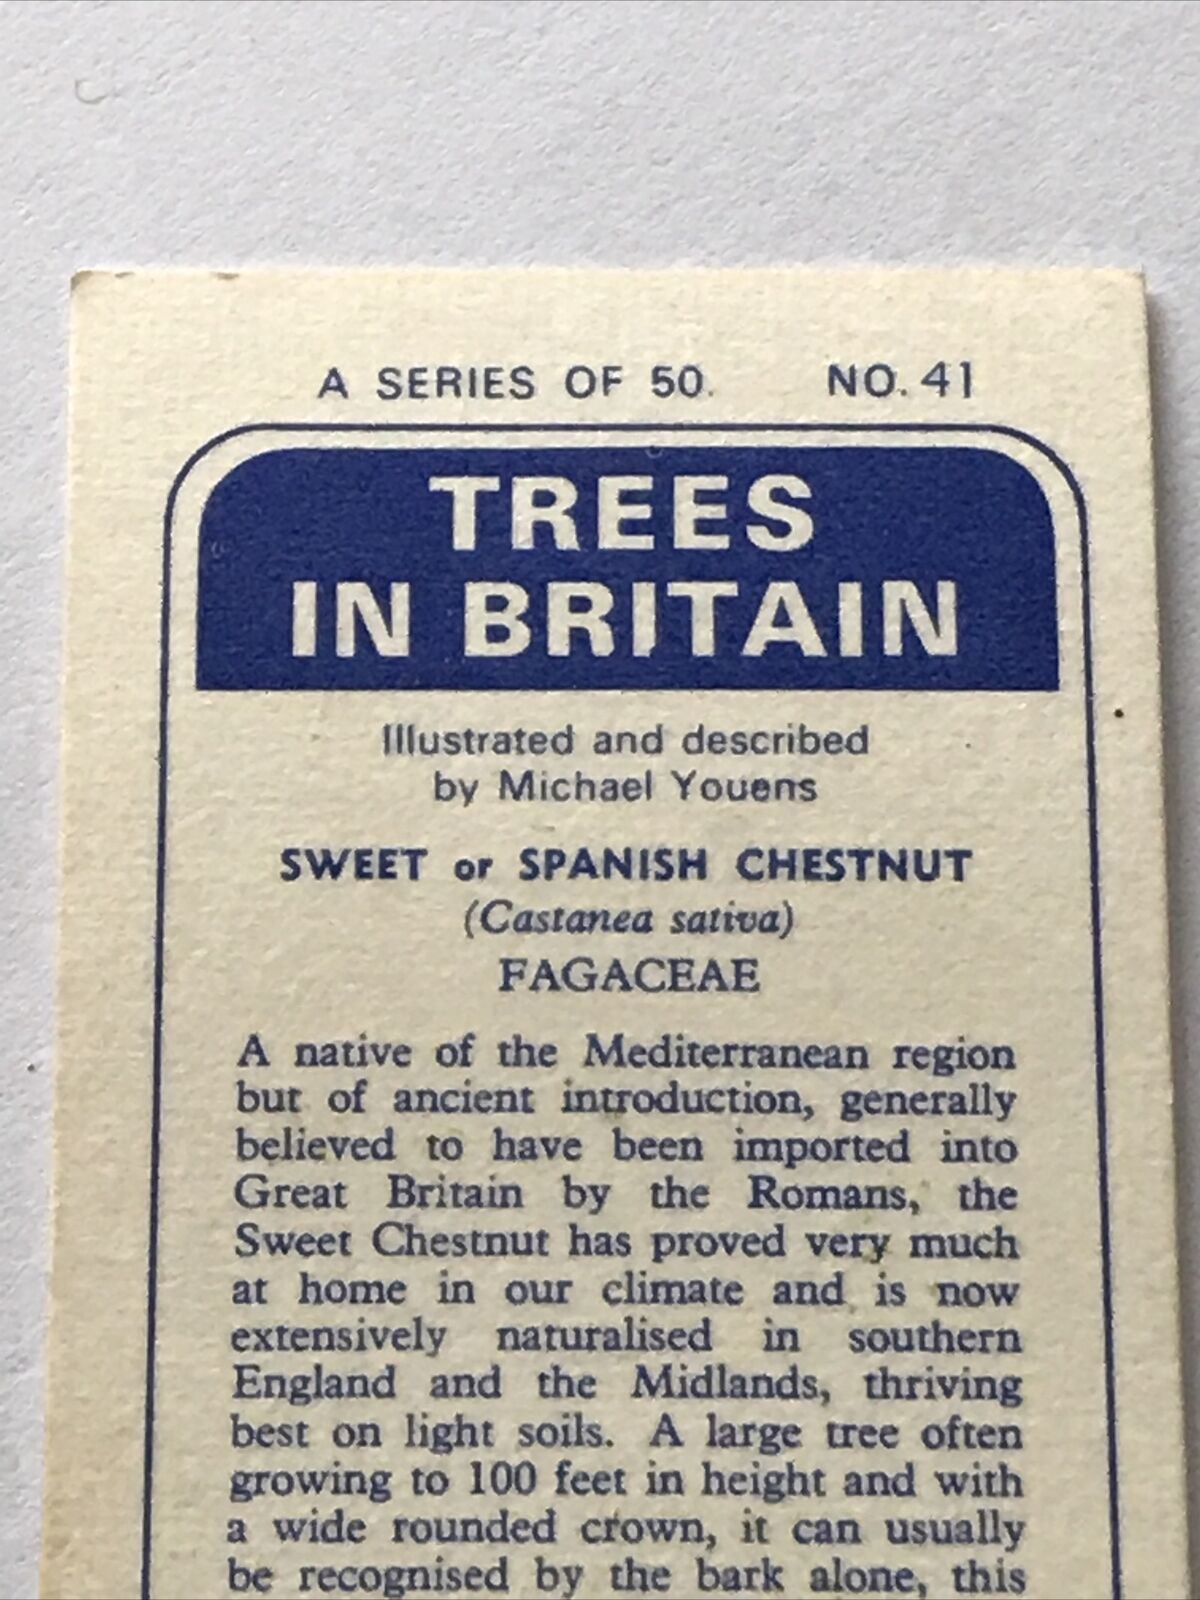 A SERIES OF 50. NO. 41
TREES
IN BRITAIN
Illustrated and described
by Michael Youens
SWEET or SPANISH CHESTNUT
(Castanea sativa)
FAGACEAE
A native of the Mediterranean region
but of ancient introduction, generally
believed to have been imported into
Great Britain by the Romans, the
Sweet Chestnut has proved very much
at home in our climate and is now
extensively naturalised in southern
England and the Midlands, thriving
best on light soils. A large tree often
growing to 100 feet in height and with
a wide rounded crown, it can usually
be recognised by the bark alone, this